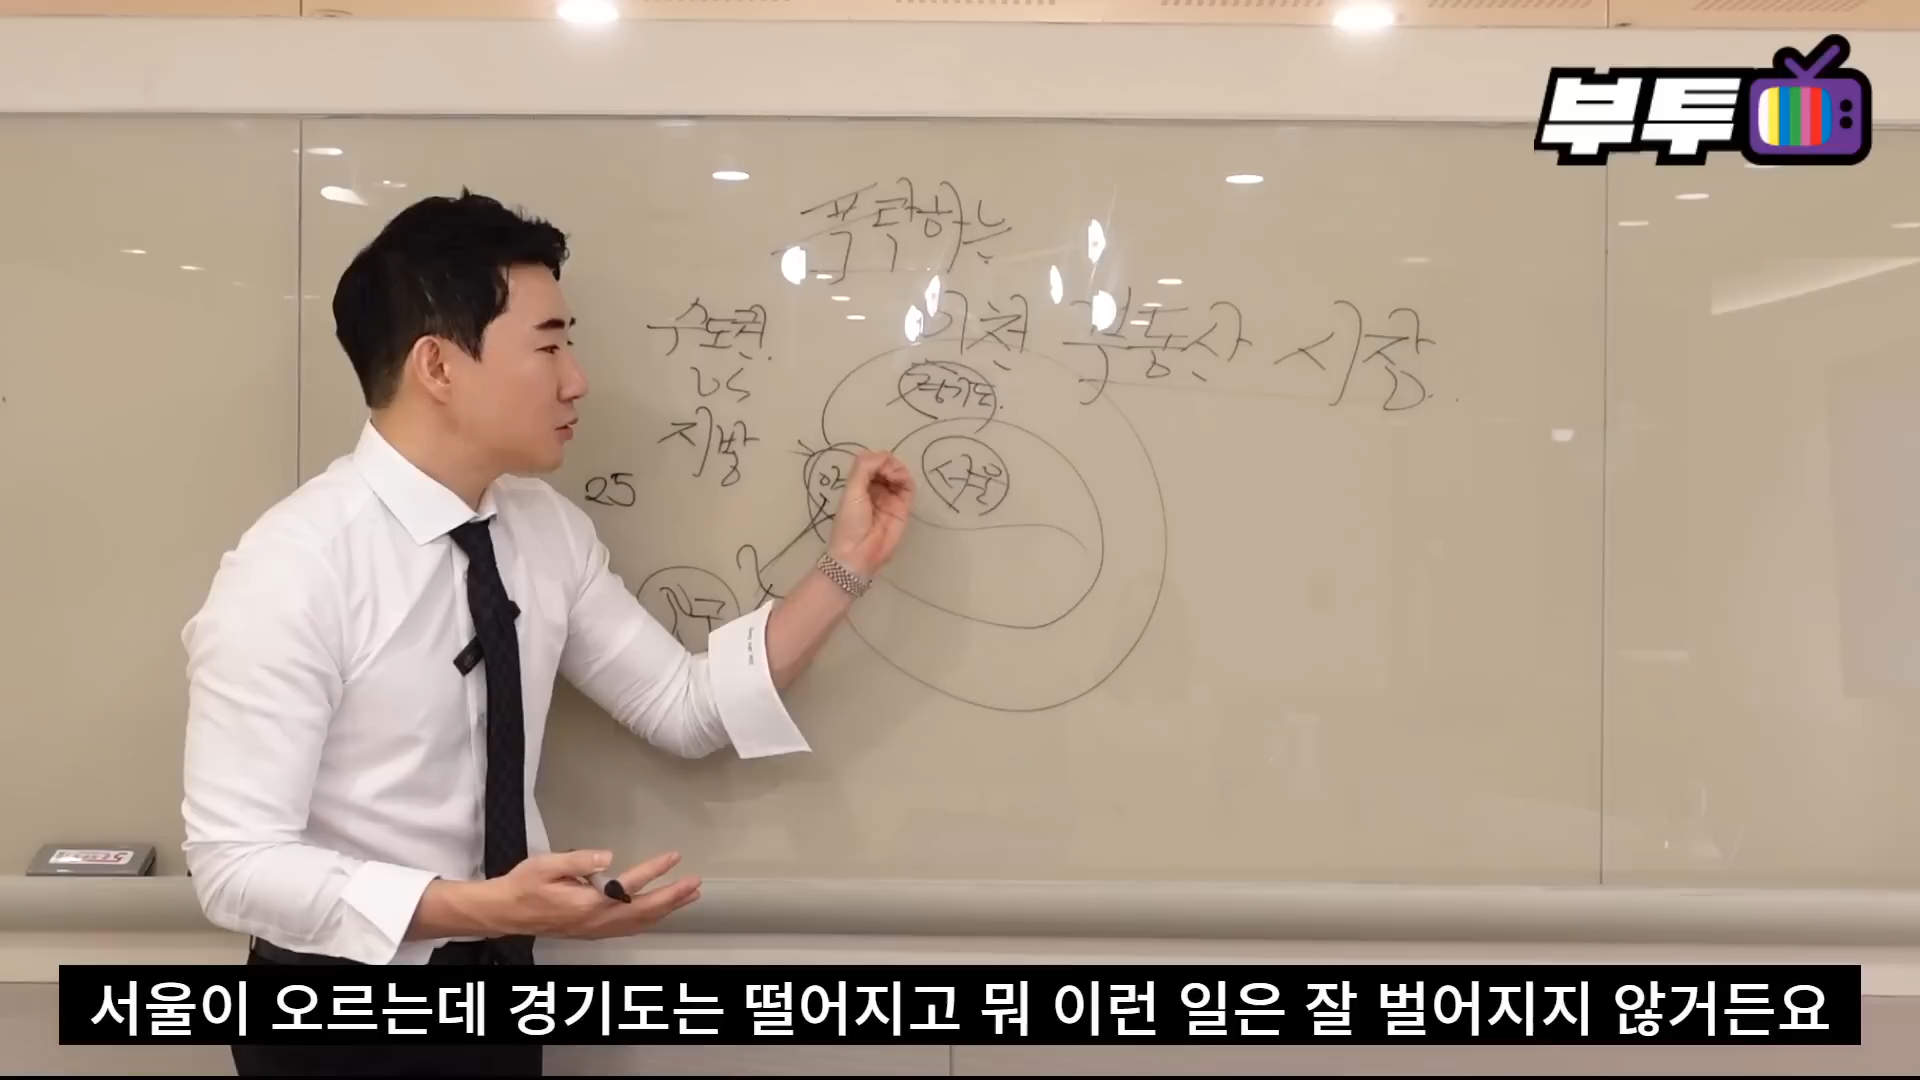 부투
폭락하는
인천 부동산 시장
수도권
vs
지방
경기도
서울
25
서울이 오르는데 경기도는 떨어지고 뭐 이런 일은 잘 벌어지지 않거든요